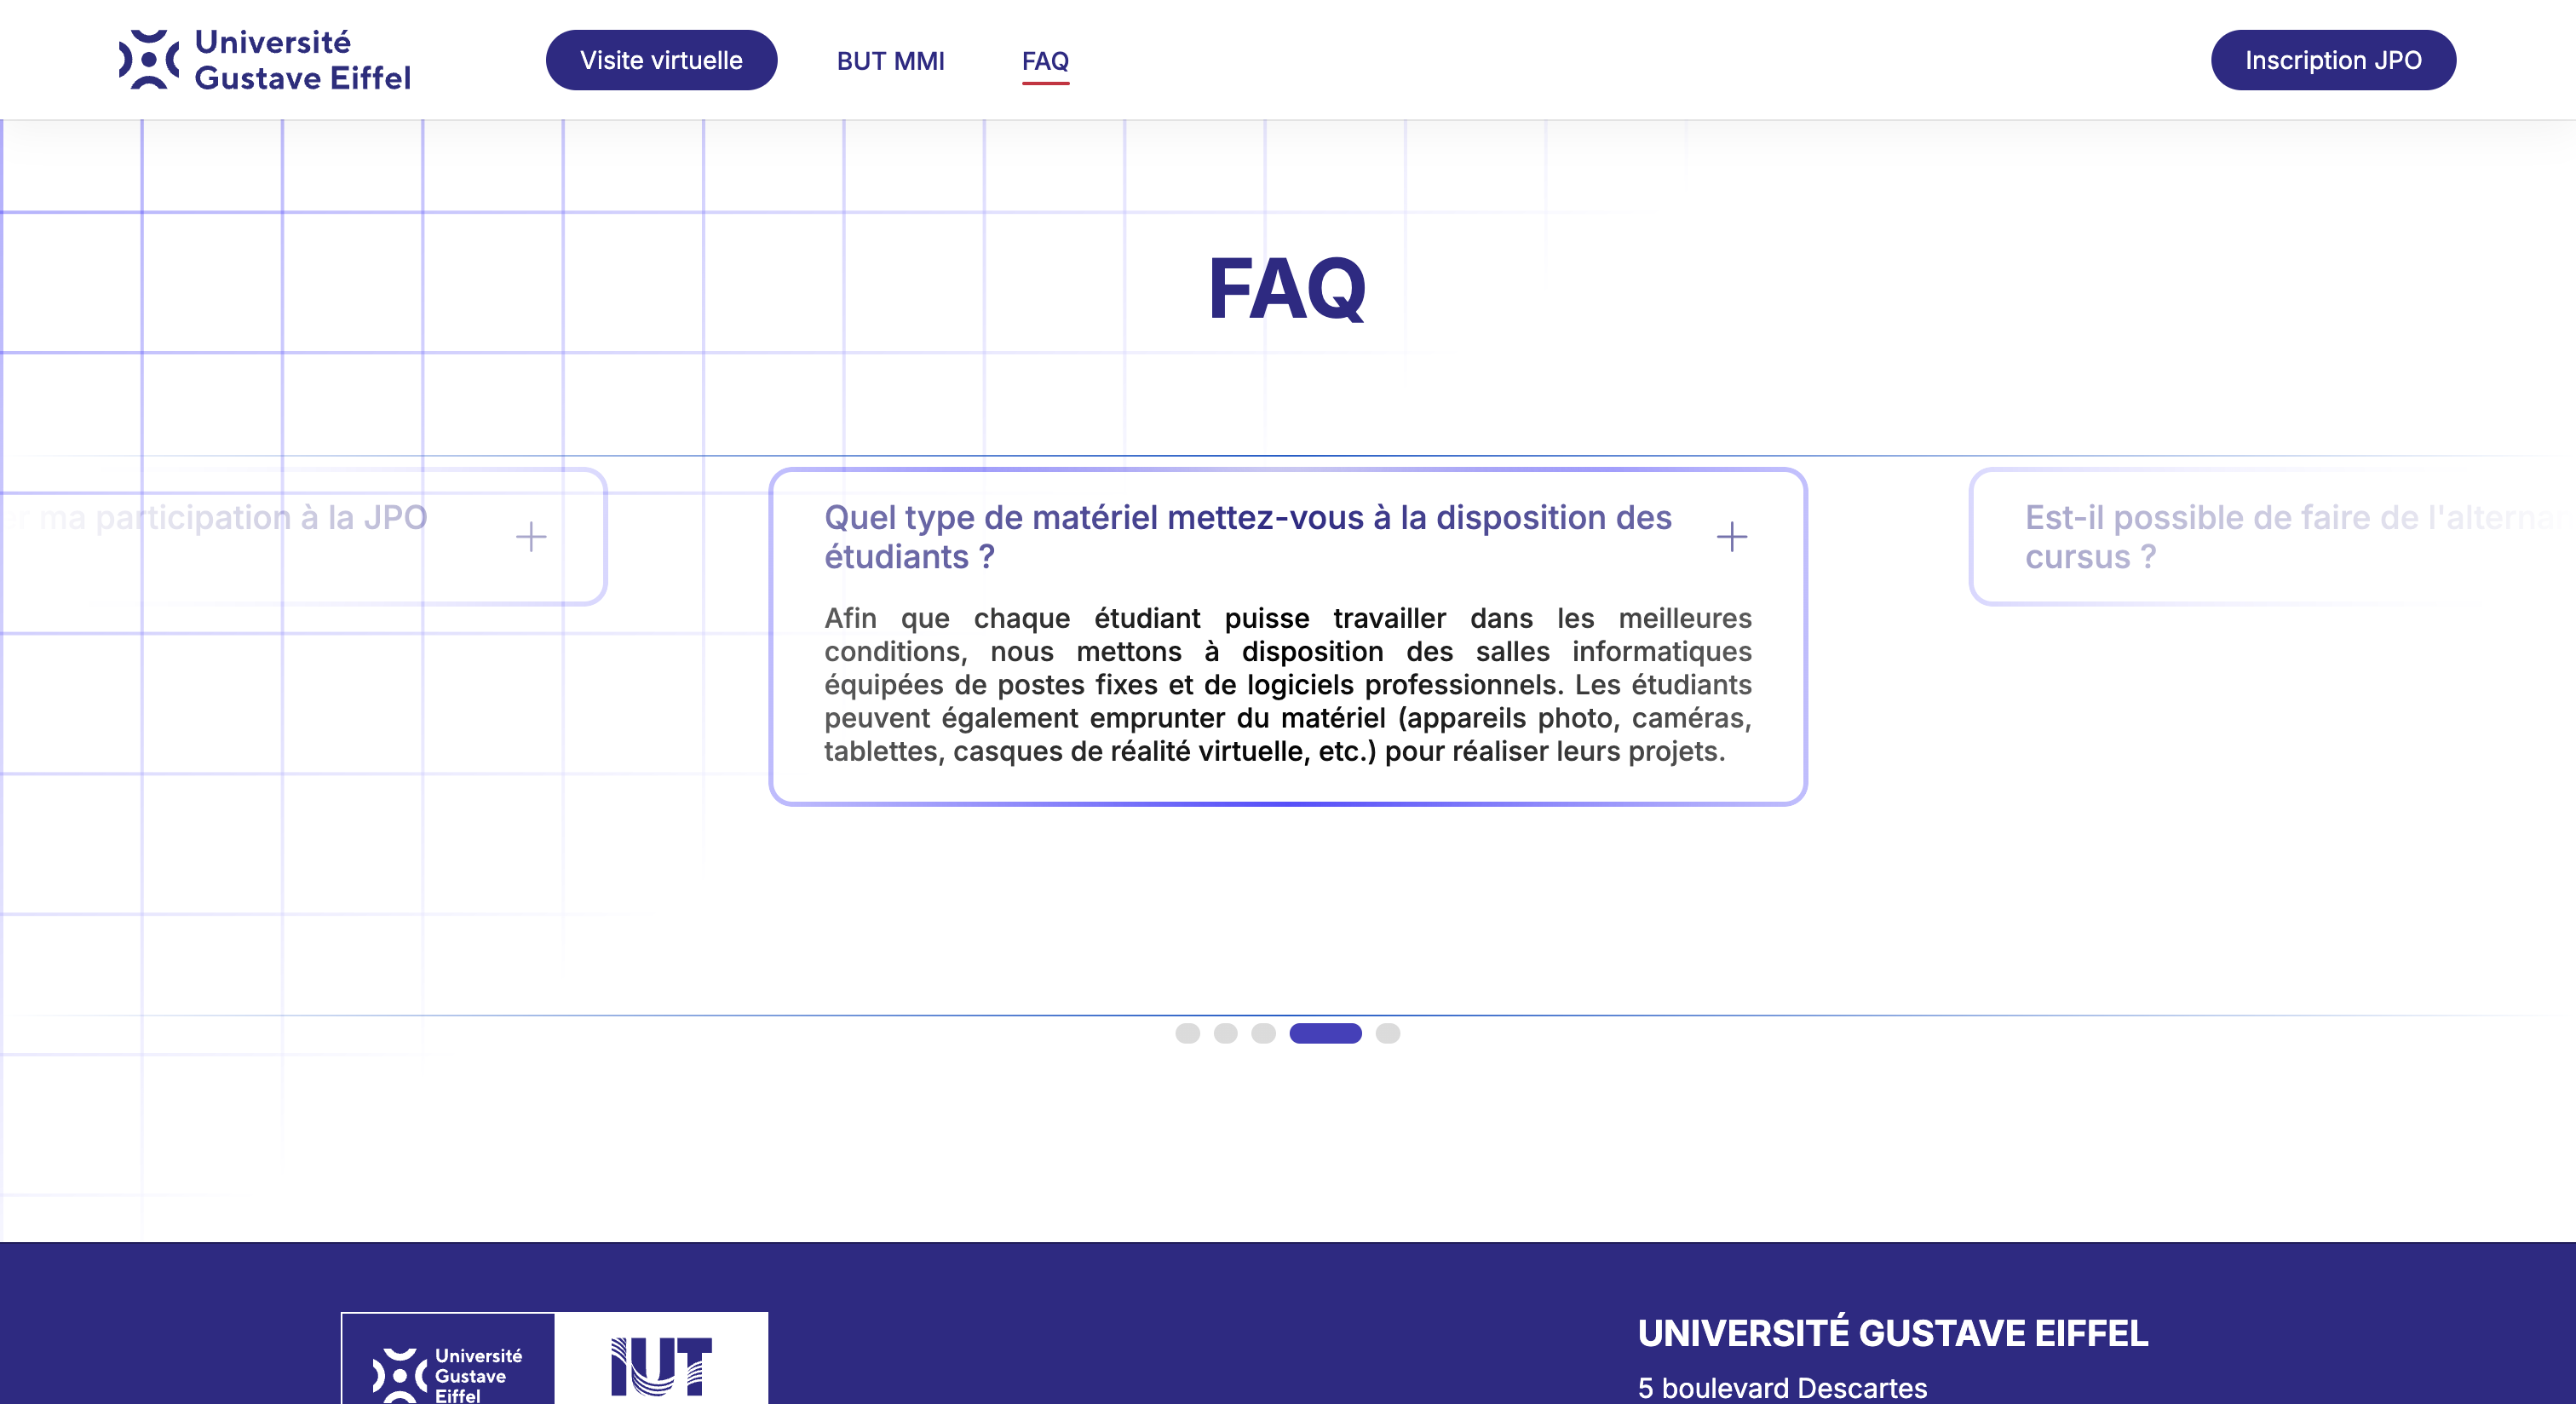 Université
Gustave Eiffel
Visite virtuelle
BUT MMI
FAQ
Inscription JPO
FAQ
ma participation à la JPO
Quel type de matériel mettez-vous à la disposition des
étudiants ?
Afin que chaque étudiant puisse travailler dans les meilleures
conditions, nous mettons à disposition des salles informatiques
équipées de postes fixes et de logiciels professionnels. Les étudiants
peuvent également emprunter du matériel (appareils photo, caméras,
tablettes, casques de réalité virtuelle, etc.) pour réaliser leurs projets.
Est-il possible de faire de l'alterna
cursus ?
Université
Gustave
Eiffel
IUT
UNIVERSITÉ GUSTAVE EIFFEL
5 boulevard Descartes